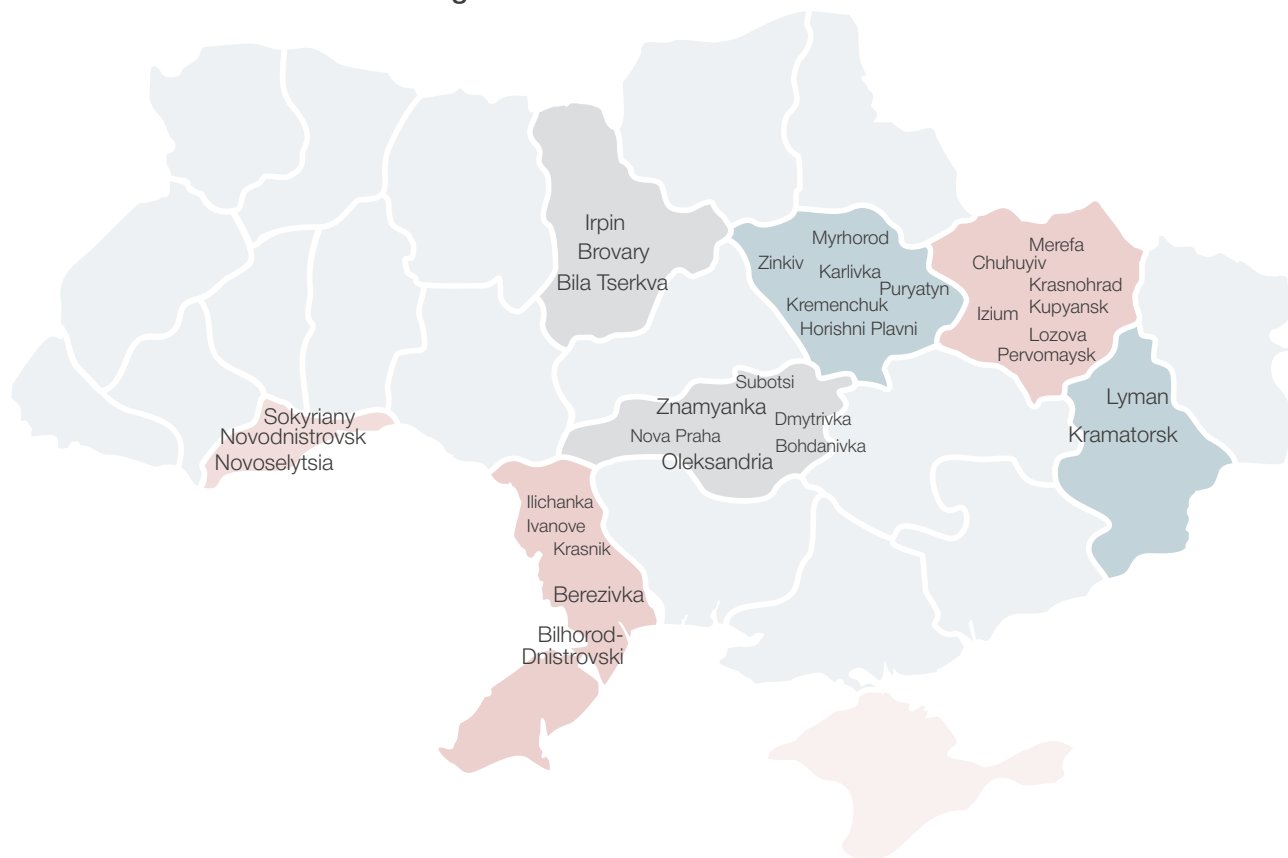 Irpin
Brovary
Bila Tserkva
Myrhorod
Zinkiv
Karlivka
Puryatyn
Kremenchuk
Horishni Plavni
Merefa
Chuhuyiv
Krasnohrad
Izium
Kupyansk
Lozova
Pervomaysk
Lyman
Kramatorsk
Subotsi
Znamyanka
Dmytrivka
Nova Praha
Bohdanivka
Oleksandria
Sokyriany
Novodnistrovsk
Novoselytsia
Ilichanka
Ivanove
Krasnik
Berezivka
Bilhorod-
Dnistrovski